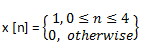 x [n] = { 1, 0 ≤ n ≤ 4
0, otherwise